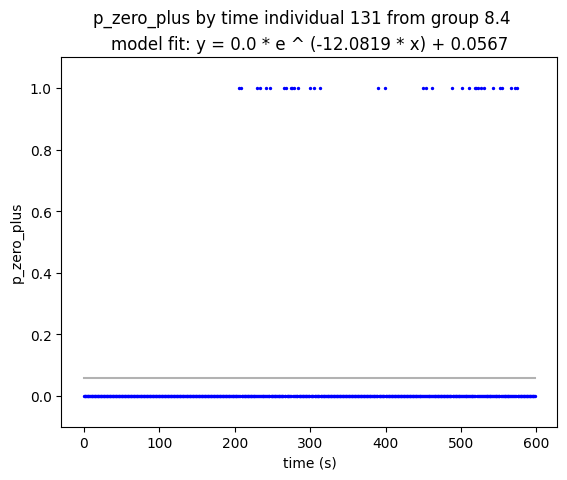 p_zero_plus by time individual 131 from group 8.4
model fit: y = 0.0 * e ^ (-12.0819 * x) + 0.0567
1.0
0.8
0.6
0.4
0.2
0.0
p_zero_plus
0 100 200 300 400 500 600
time (s)